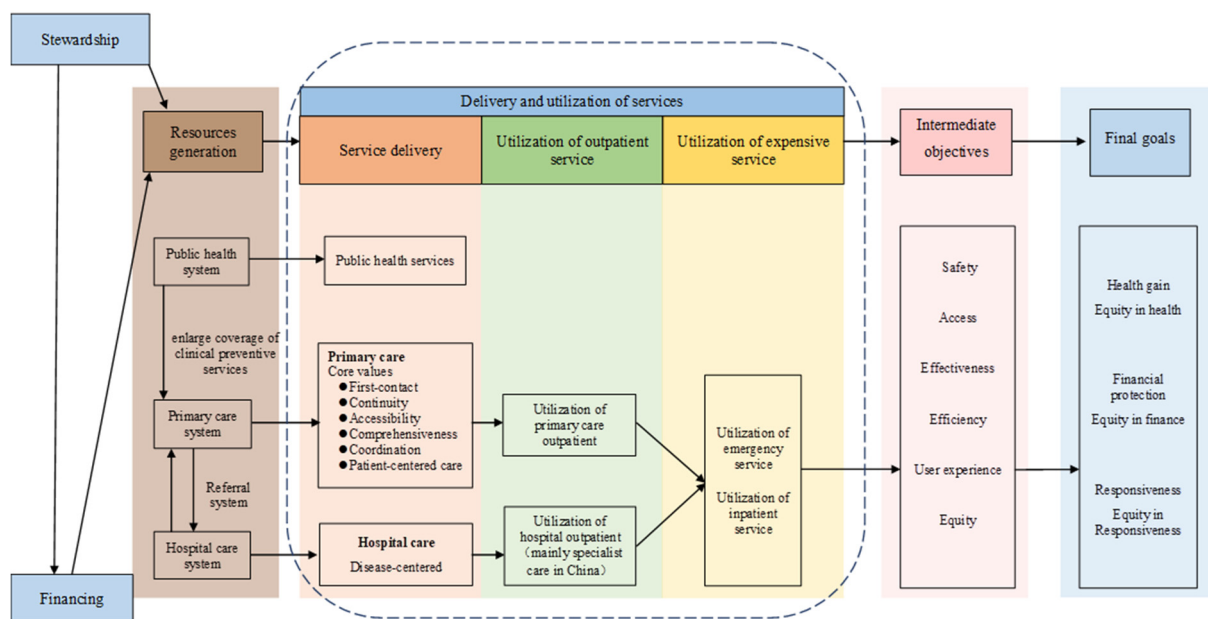 Stewardship
Resources
generation
Delivery and utilization of services
Service delivery
Utilization of outpatient
service
Utilization of expensive
service
Intermediate
objectives
Final goals
Public health
system
Public health services
enlarge coverage of
clinical preventive
services
Primary care
system
Referral
system
Hospital care
system
Financing
Primary care
Core values
●First-contact
●Continuity
●Accessibility
●Comprehensiveness
●Coordination
●Patient-centered care
Hospital care
Disease-centered
Utilization of
primary care
outpatient
Utilization of
hospital outpatient
（mainly specialist
care in China）
Utilization of
emergency
service
Utilization of
inpatient
service
Safety
Access
Effectiveness
Efficiency
User experience
Equity
Health gain
Equity in health
Financial
protection
Equity in finance
Responsiveness
Equity in
Responsiveness